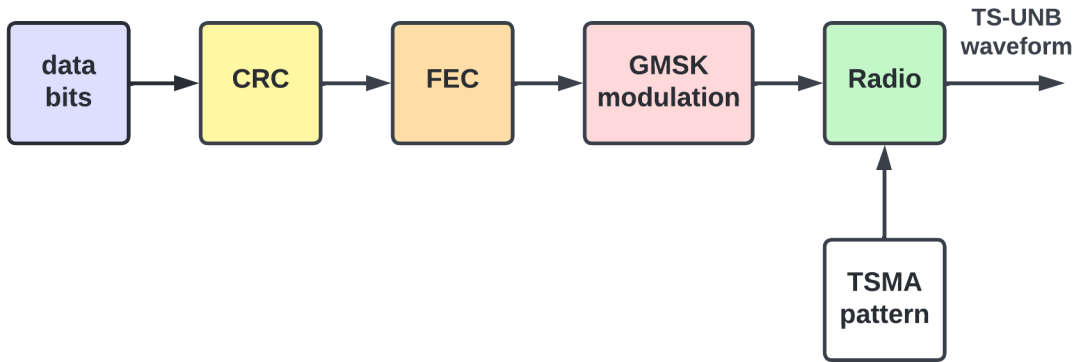 data
bits
CRC
FEC
GMSK
modulation
Radio
TS-UNB
waveform
TSMA
pattern